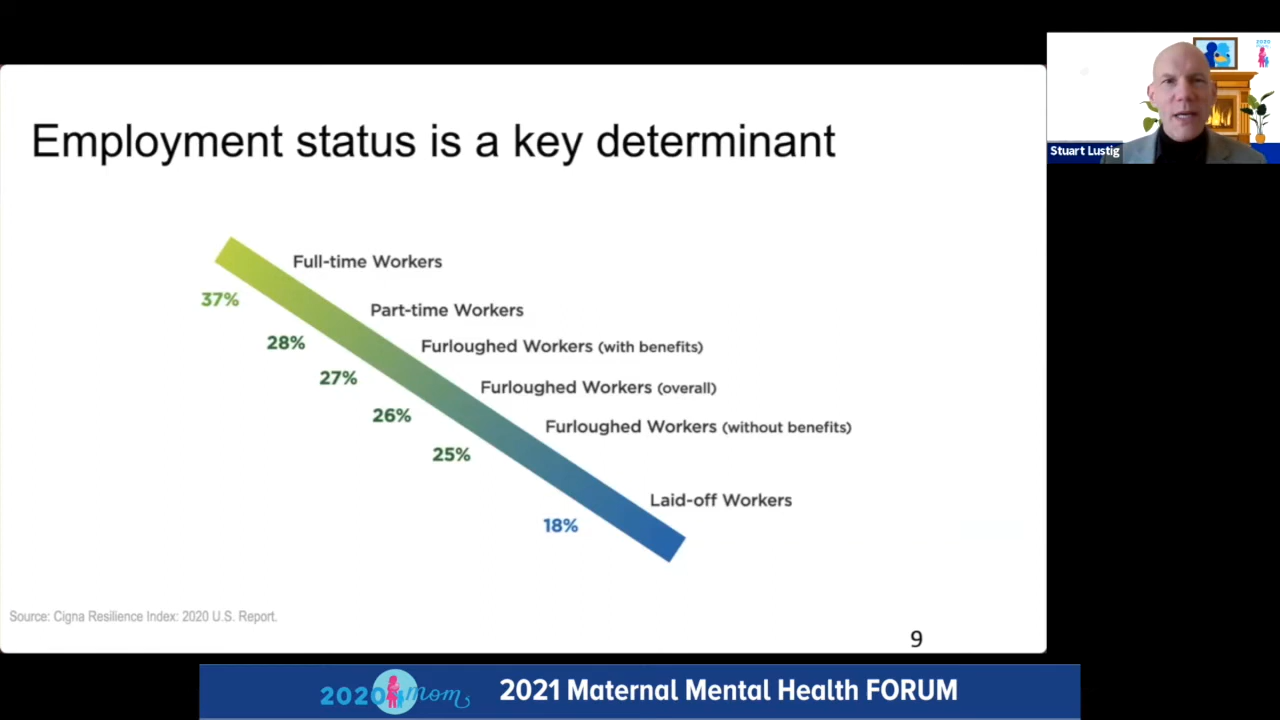 Employment status is a key determinant
Full-time Workers
37%
Part-time Workers
28%
Furloughed Workers (with benefits)
27%
Furloughed Workers (overall)
26%
Furloughed Workers (without benefits)
25%
Laid-off Workers
18%
Source: Cigna Resilience Index: 2020 U.S. Report.
9
Stuart Lustig
2020
2020 mom
2021 Maternal Mental Health FORUM